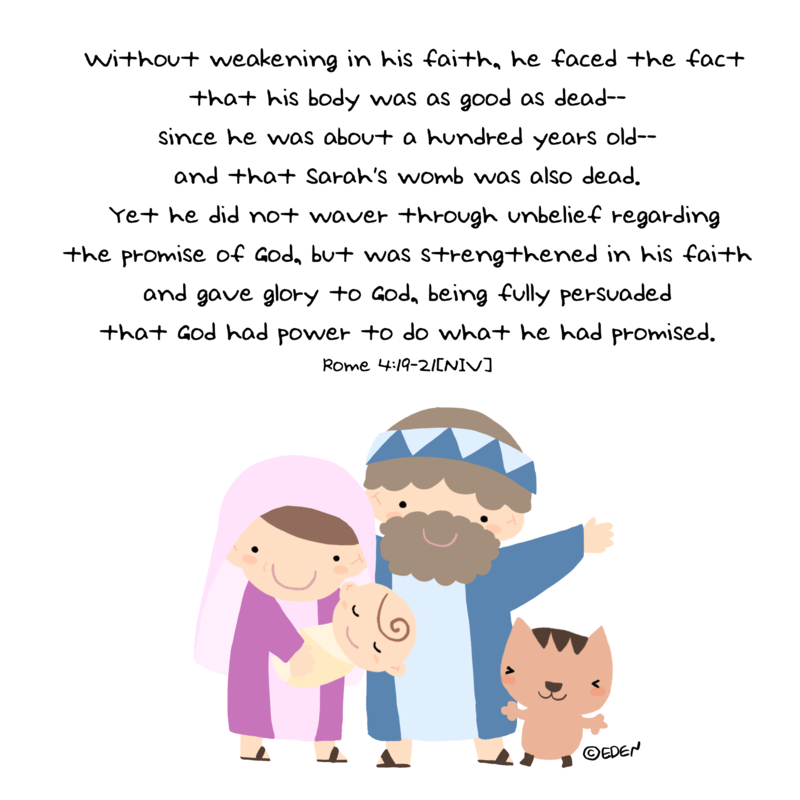 Without weakening in his faith, he faced the fact
that his body was as good as dead--
since he was about a hundred years old--
and that Sarah's womb was also dead.
Yet he did not waver through unbelief regarding
the promise of God, but was strengthened in his faith
and gave glory to God, being fully persuaded
that God had power to do what he had promised.
Rome 4:19-21[NIV]
©EDEN